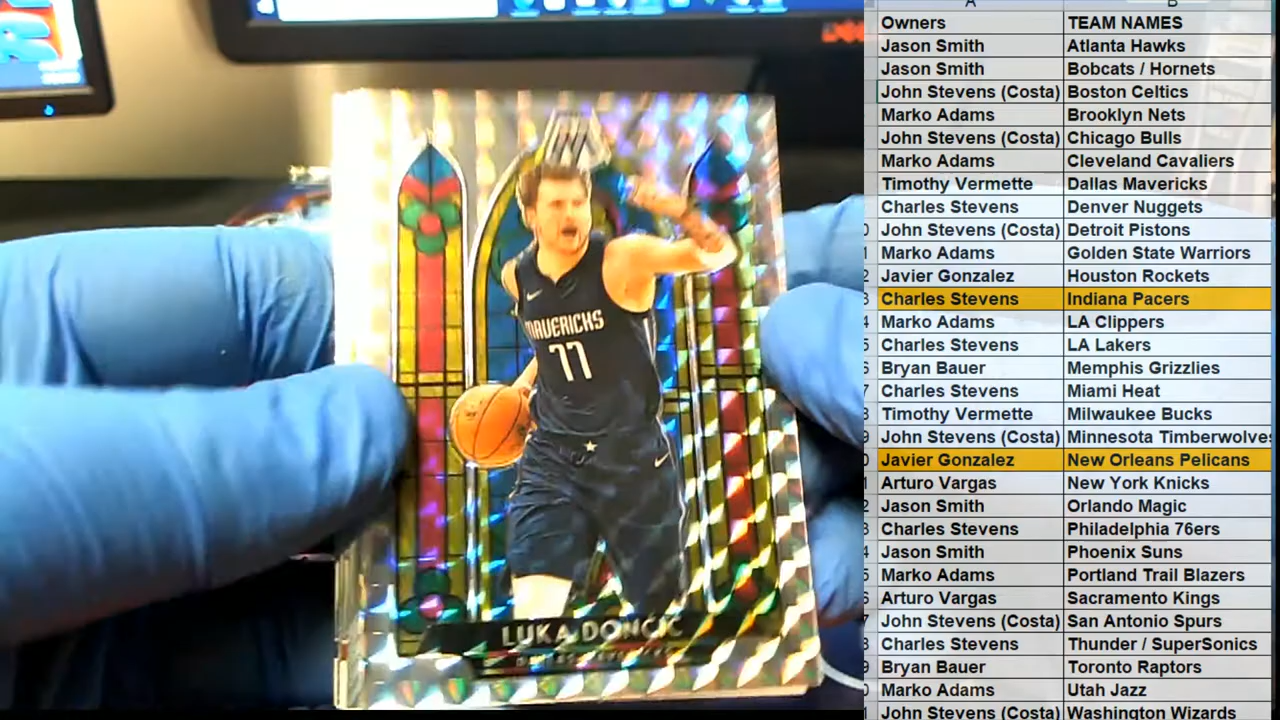 A B
Owners TEAM NAMES
Jason Smith Atlanta Hawks
Jason Smith Bobcats / Hornets
John Stevens (Costa) Boston Celtics
Marko Adams Brooklyn Nets
John Stevens (Costa) Chicago Bulls
Marko Adams Cleveland Cavaliers
Timothy Vermette Dallas Mavericks
Charles Stevens Denver Nuggets
John Stevens (Costa) Detroit Pistons
Marko Adams Golden State Warriors
Javier Gonzalez Houston Rockets
Charles Stevens Indiana Pacers
Marko Adams LA Clippers
Charles Stevens LA Lakers
Bryan Bauer Memphis Grizzlies
Charles Stevens Miami Heat
Timothy Vermette Milwaukee Bucks
John Stevens (Costa) Minnesota Timberwolves
Javier Gonzalez New Orleans Pelicans
Arturo Vargas New York Knicks
Jason Smith Orlando Magic
Charles Stevens Philadelphia 76ers
Jason Smith Phoenix Suns
Marko Adams Portland Trail Blazers
Arturo Vargas Sacramento Kings
John Stevens (Costa) San Antonio Spurs
Charles Stevens Thunder / SuperSonics
Bryan Bauer Toronto Raptors
Marko Adams Utah Jazz
John Stevens (Costa) Washington Wizards
MAVERICKS
77
LUKA DONČIĆ